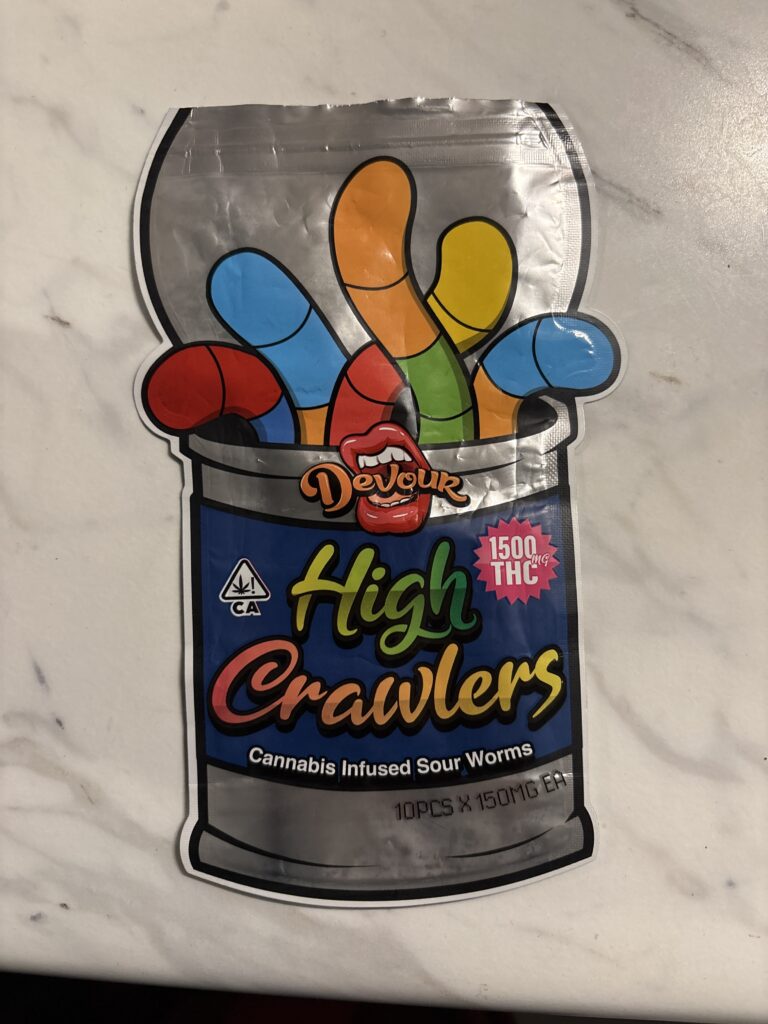 Devour
1500mg
THC
CA
High
Crawlers
Cannabis Infused Sour Worms
10PCS X 150MG EA